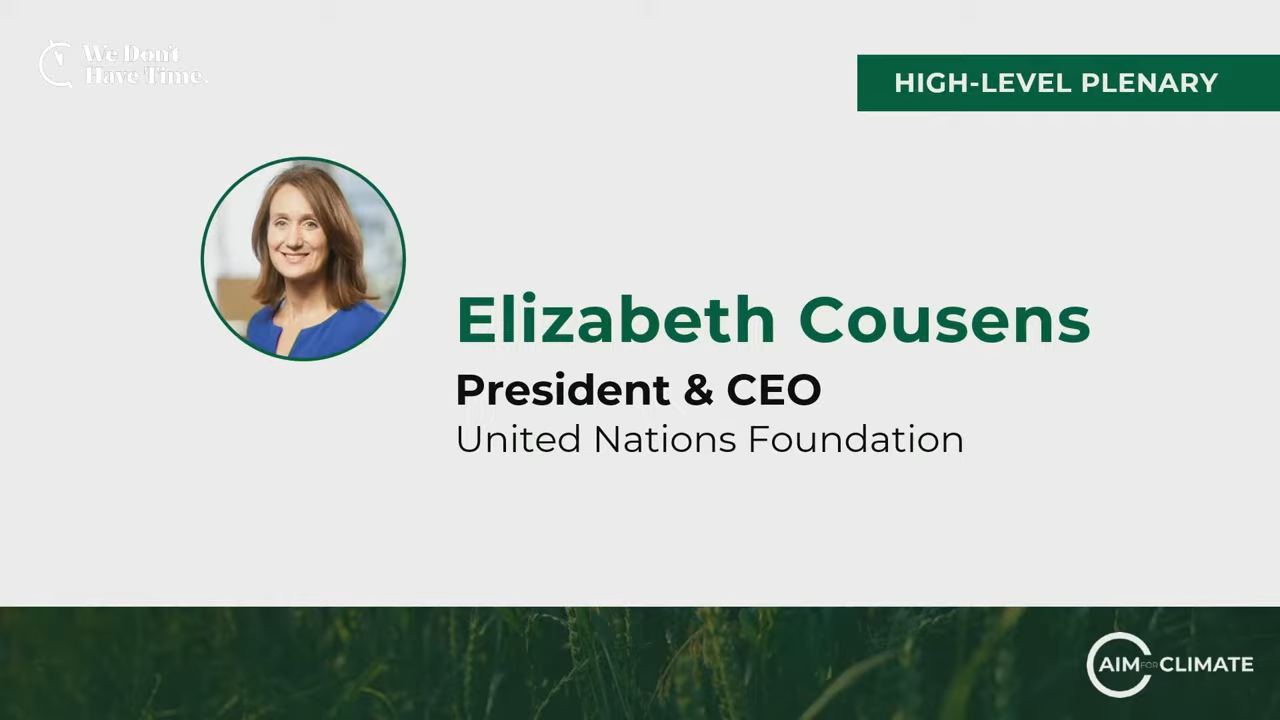 We Don't
Have Time.
HIGH-LEVEL PLENARY
Elizabeth Cousens
President & CEO
United Nations Foundation
AIM FOR CLIMATE